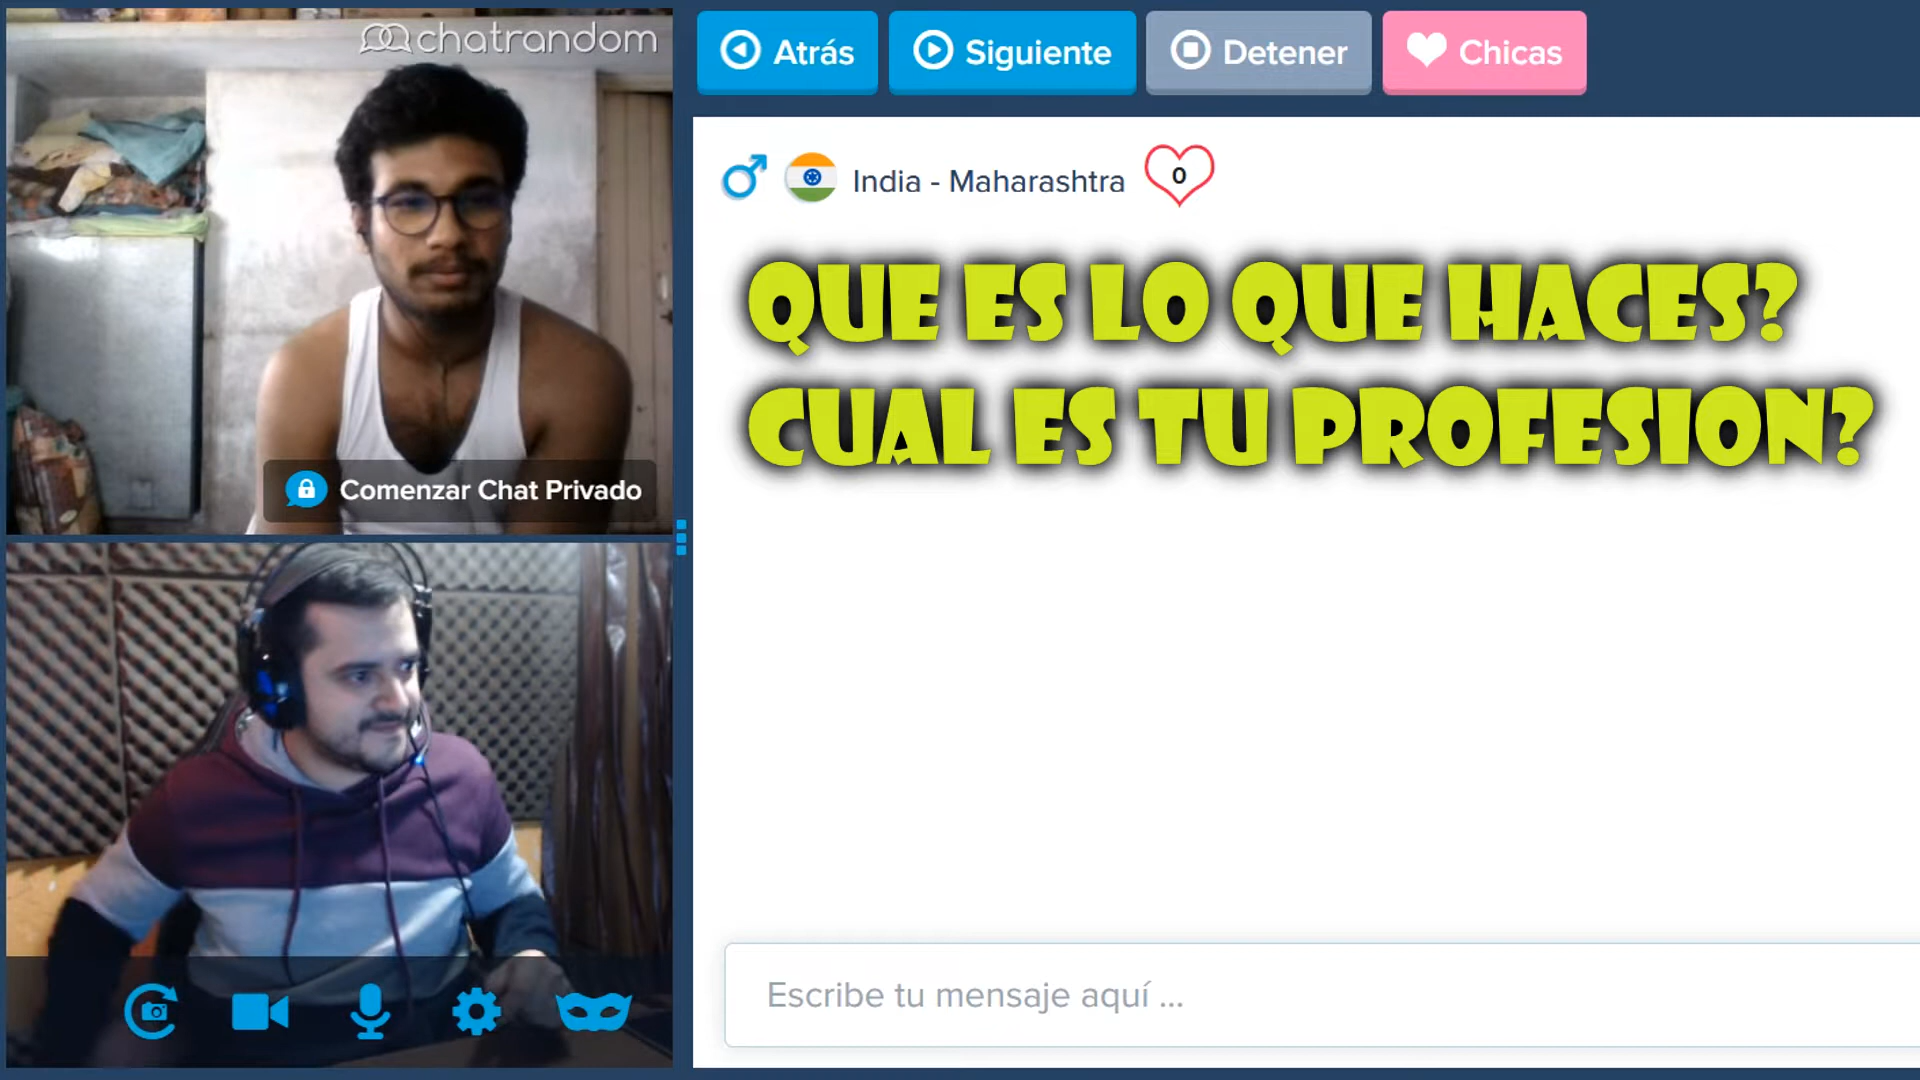 chatrandom
Atrás
Siguiente
Detener
Chicas
India - Maharashtra
0
QUE ES LO QUE HACES?
CUAL ES TU PROFESION?
Comenzar Chat Privado
Escribe tu mensaje aquí ...